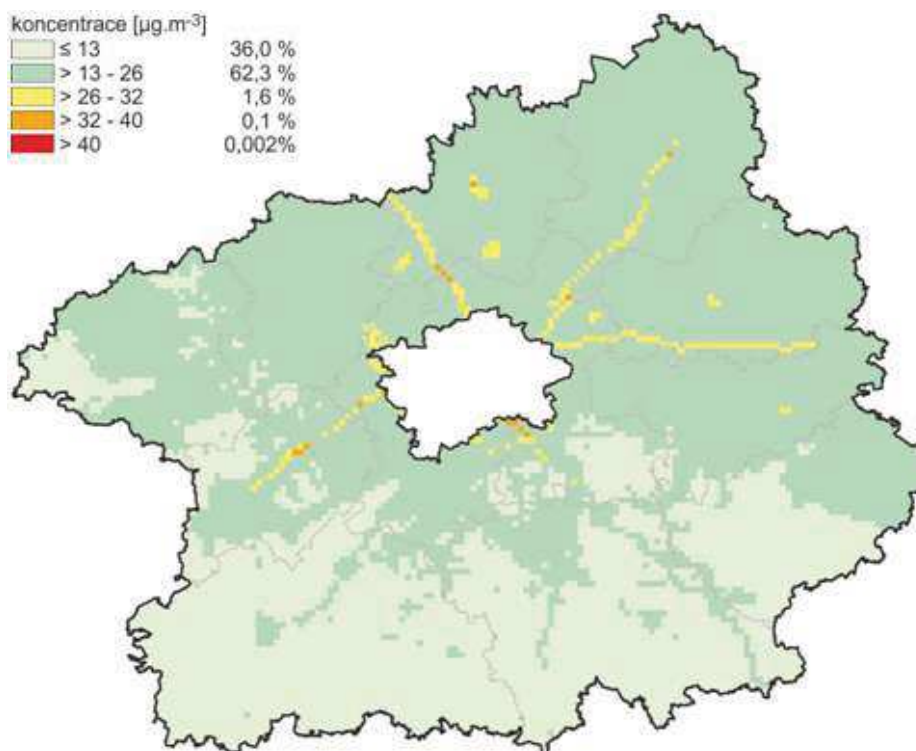 koncentrace [µg.m-3]
≤ 13 36,0 %
> 13 - 26 62,3 %
> 26 - 32 1,6 %
> 32 - 40 0,1 %
> 40 0,002%